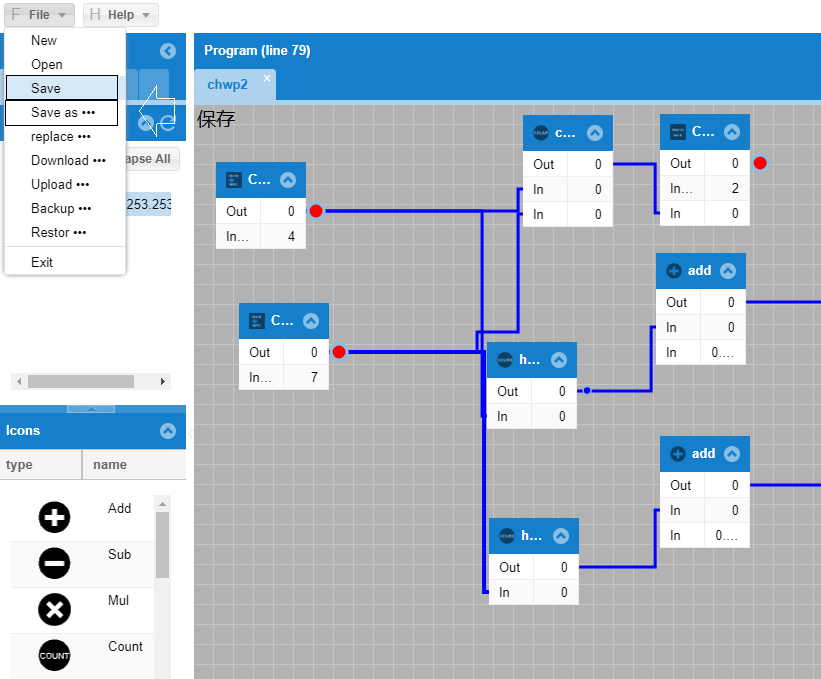 F File H Help
New
Open
Save
Save as •••
replace •••
Download •••
Upload •••
Backup •••
Restor •••
Exit
apse All
253.253
Icons
type name
Add
Sub
Mul
COUNT Count
Program (line 79)
chwp2 ×
保存
C...
Out 0
In... 4
C...
Out 0
In... 7
c...
Out 0
In 0
In 0
C...
Out 0
In... 2
In 0
add
Out 0
In 0
In 0....
h...
Out 0
In 0
add
Out 0
In 0
In 0....
h...
Out 0
In 0